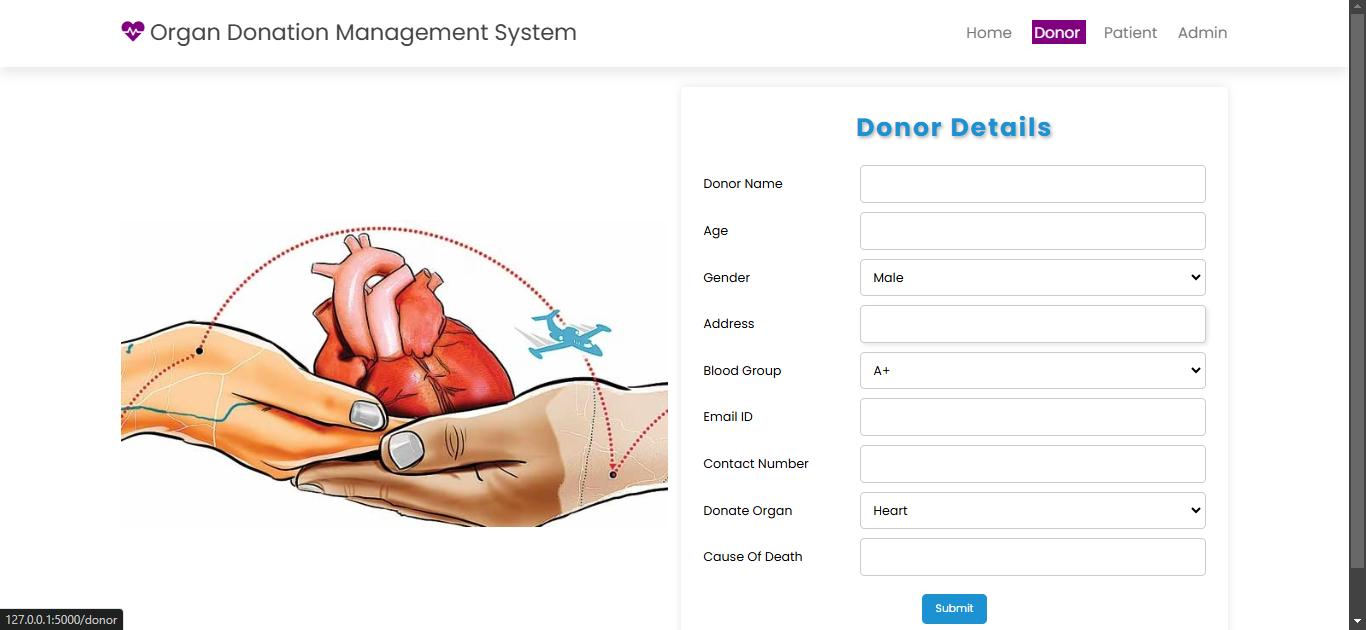 Organ Donation Management System
Home Donor Patient Admin
Donor Details
Donor Name
Age
Gender Male
Address
Blood Group A+
Email ID
Contact Number
Donate Organ Heart
Cause Of Death
Submit
127.0.0.1:5000/donor